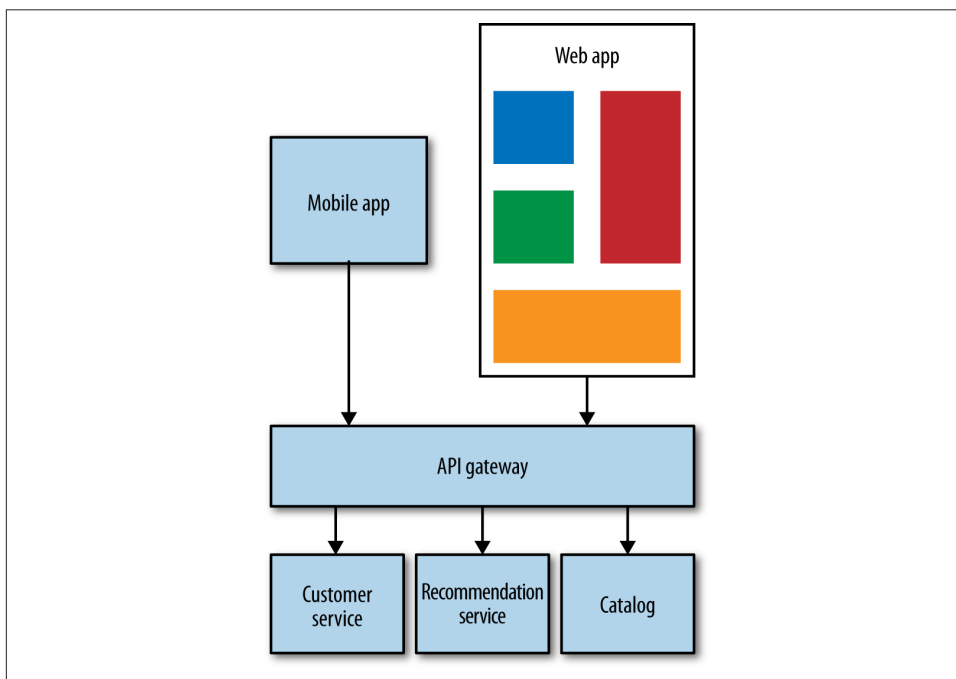 Web app
Mobile app
API gateway
Customer
service
Recommendation
service
Catalog